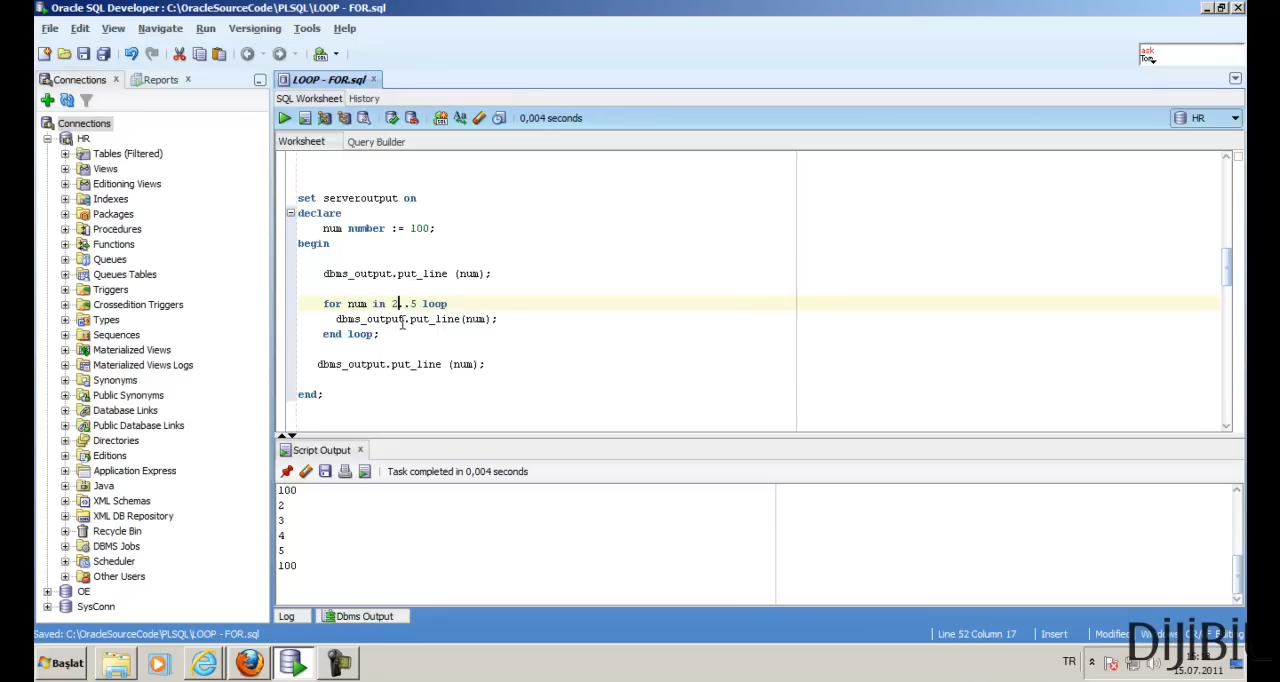 Oracle SQL Developer : C:\OracleSourceCode\PLSQL\LOOP - FOR.sql
File Edit View Navigate Run Versioning Tools Help
ask
Tom
Connections Reports LOOP - FOR.sql
SQL Worksheet History
0,004 seconds HR
Worksheet Query Builder
Connections
HR
Tables (Filtered)
Views
Editioning Views
Indexes
Packages
Procedures
Functions
Queues
Queues Tables
Triggers
Crossedition Triggers
Types
Sequences
Materialized Views
Materialized Views Logs
Synonyms
Public Synonyms
Database Links
Public Database Links
Directories
Editions
Application Express
Java
XML Schemas
XML DB Repository
Recycle Bin
DBMS Jobs
Scheduler
Other Users
OE
SysConn
set serveroutput on
declare
num number := 100;
begin
dbms_output.put_line (num);
for num in 2..5 loop
dbms_output.put_line(num);
end loop;
dbms_output.put_line (num);
end;
Script Output
Task completed in 0,004 seconds
100
2
3
4
5
100
Log Dbms Output
Saved: C:\OracleSourceCode\PLSQL\LOOP - FOR.sql Line 52 Column 17 Insert
Başlat TR
15.07.2011